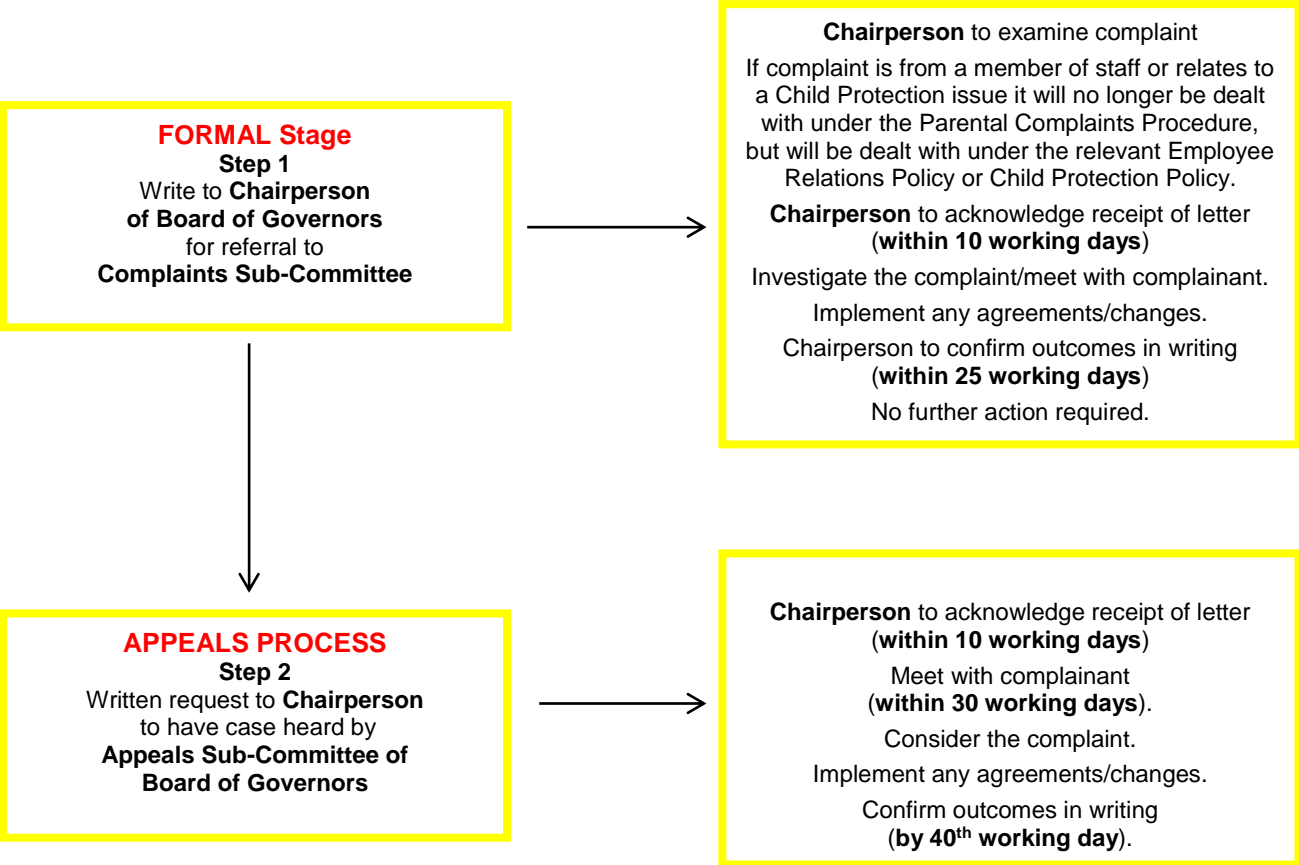 FORMAL Stage
Step 1
Write to Chairperson
of Board of Governors
for referral to
Complaints Sub-Committee
Chairperson to examine complaint
If complaint is from a member of staff or relates to
a Child Protection issue it will no longer be dealt
with under the Parental Complaints Procedure,
but will be dealt with under the relevant Employee
Relations Policy or Child Protection Policy.
Chairperson to acknowledge receipt of letter
(within 10 working days)
Investigate the complaint/meet with complainant.
Implement any agreements/changes.
Chairperson to confirm outcomes in writing
(within 25 working days)
No further action required.
APPEALS PROCESS
Step 2
Written request to Chairperson
to have case heard by
Appeals Sub-Committee of
Board of Governors
Chairperson to acknowledge receipt of letter
(within 10 working days)
Meet with complainant
(within 30 working days).
Consider the complaint.
Implement any agreements/changes.
Confirm outcomes in writing
(by 40th working day).